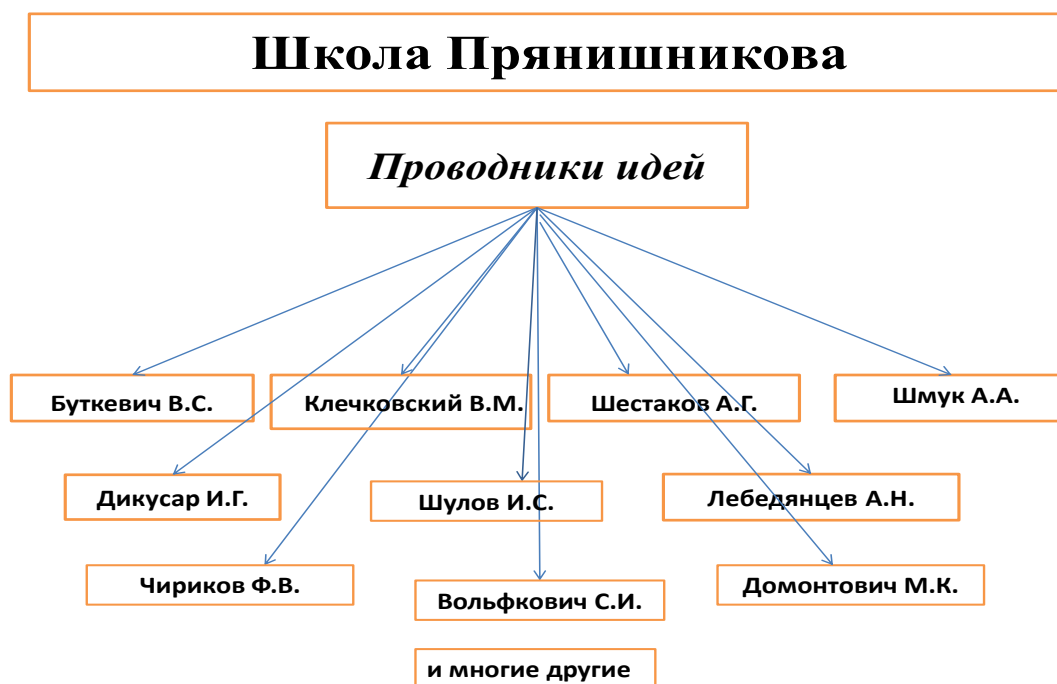 Школа Прянишникова
Проводники идей
Буткевич В.С.
Клечковский В.М.
Шестаков А.Г.
Шмук А.А.
Дикусар И.Г.
Шулов И.С.
Лебедянцев А.Н.
Чириков Ф.В.
Вольфкович С.И.
Домонтович М.К.
и многие другие